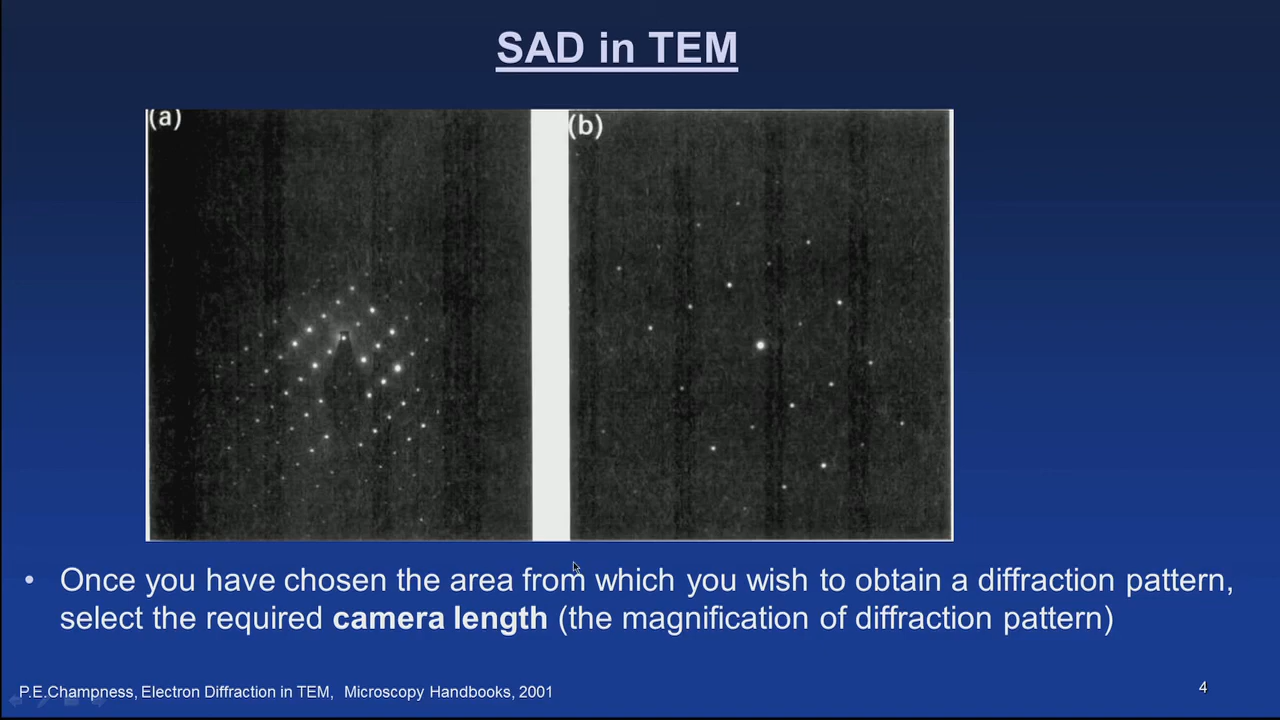 SAD in TEM
(a)
(b)
• Once you have chosen the area from which you wish to obtain a diffraction pattern,
select the required camera length (the magnification of diffraction pattern)
P.E.Champness, Electron Diffraction in TEM, Microscopy Handbooks, 2001
4